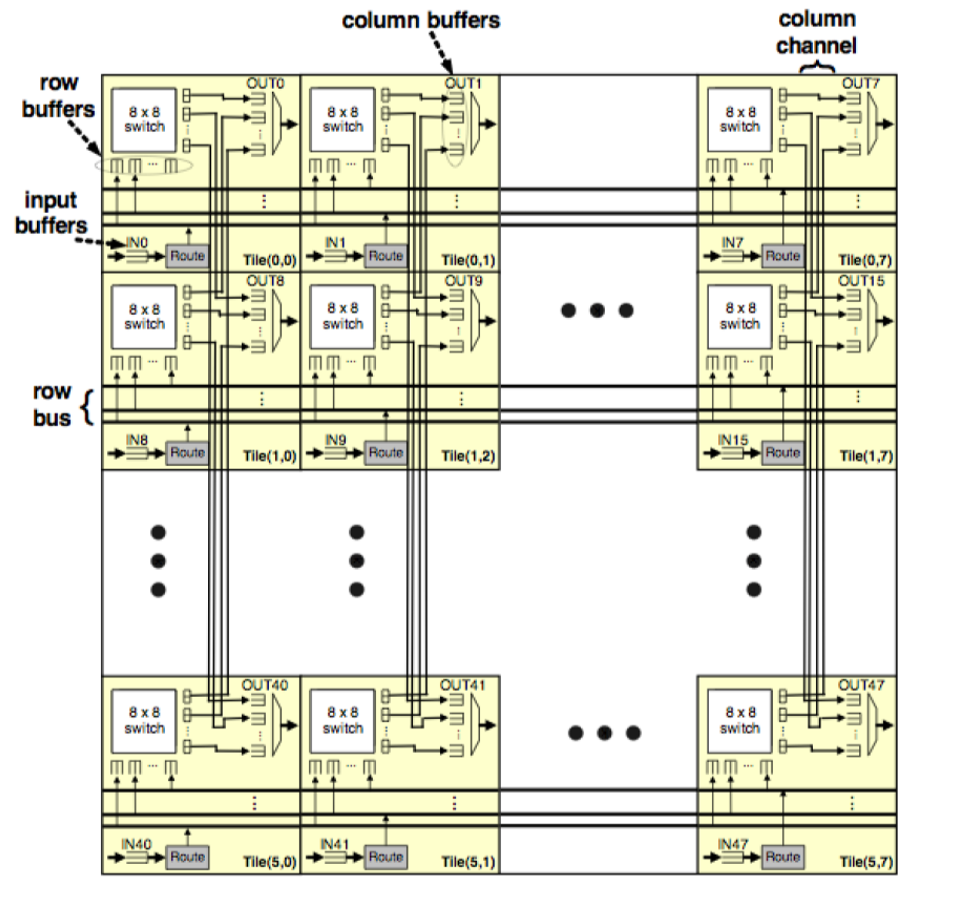 column buffers
column
channel
row
buffers
OUT0
OUT1
OUT7
8 x 8
switch
8 x 8
switch
8 x 8
switch
input
buffers
IN0
Route
Tile(0,0)
IN1
Route
Tile(0,1)
IN7
Route
Tile(0,7)
OUT8
OUT9
OUT15
8 x 8
switch
8 x 8
switch
8 x 8
switch
row
bus
IN8
Route
Tile(1,0)
IN9
Route
Tile(1,2)
IN15
Route
Tile(1,7)
OUT40
OUT41
OUT47
8 x 8
switch
8 x 8
switch
8 x 8
switch
IN40
Route
Tile(5,0)
IN41
Route
Tile(5,1)
IN47
Route
Tile(5,7)